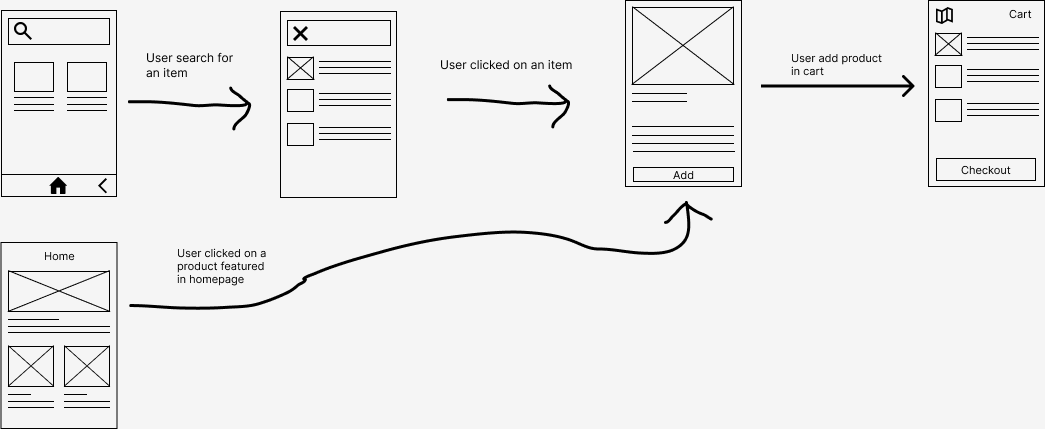 User search for
an item
User clicked on an item
Add
User add product
in cart
Cart
Checkout
Home
User clicked on a
product featured
in homepage